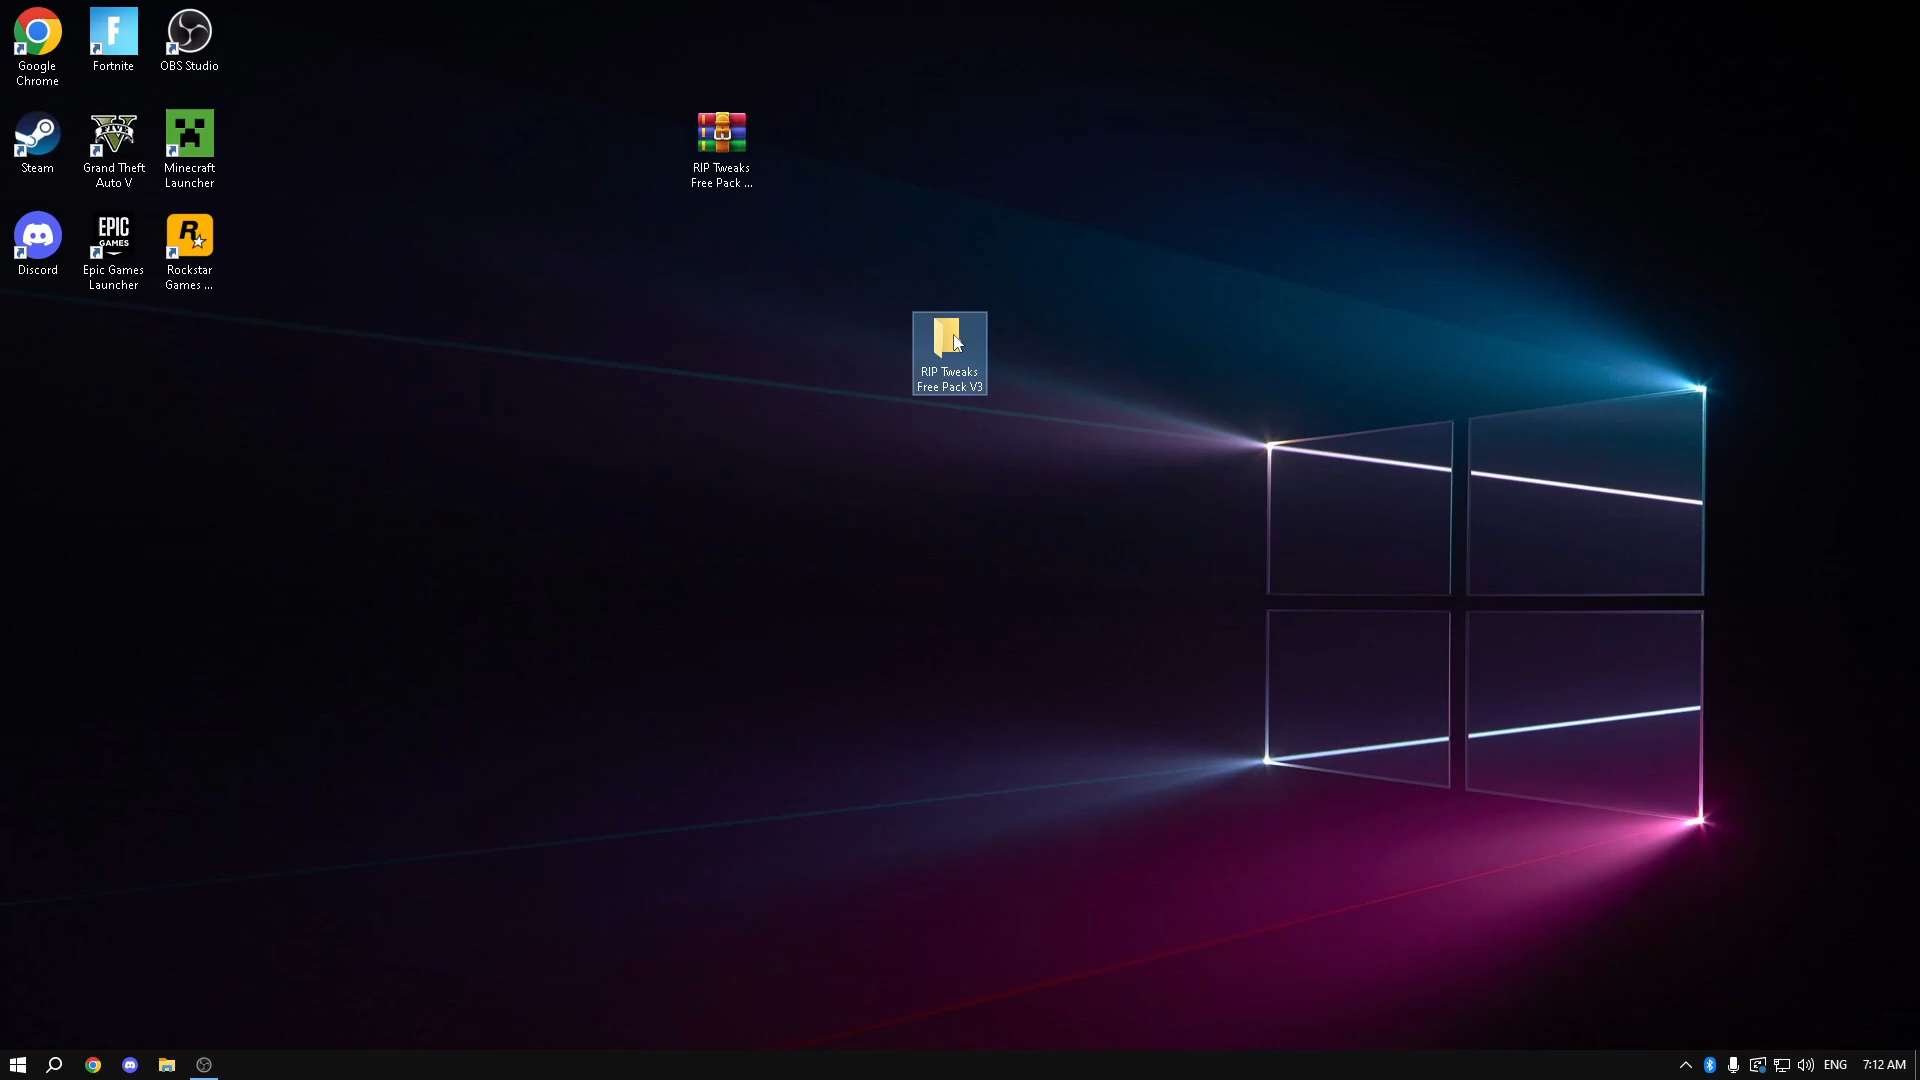 Google
Chrome
Fortnite
OBS Studio
Steam
Grand Theft
Auto V
Minecraft
Launcher
Discord
EPIC
GAMES
Epic Games
Launcher
Rockstar
Games ...
RIP Tweaks
Free Pack ...
RIP Tweaks
Free Pack V3
ENG
7:12 AM